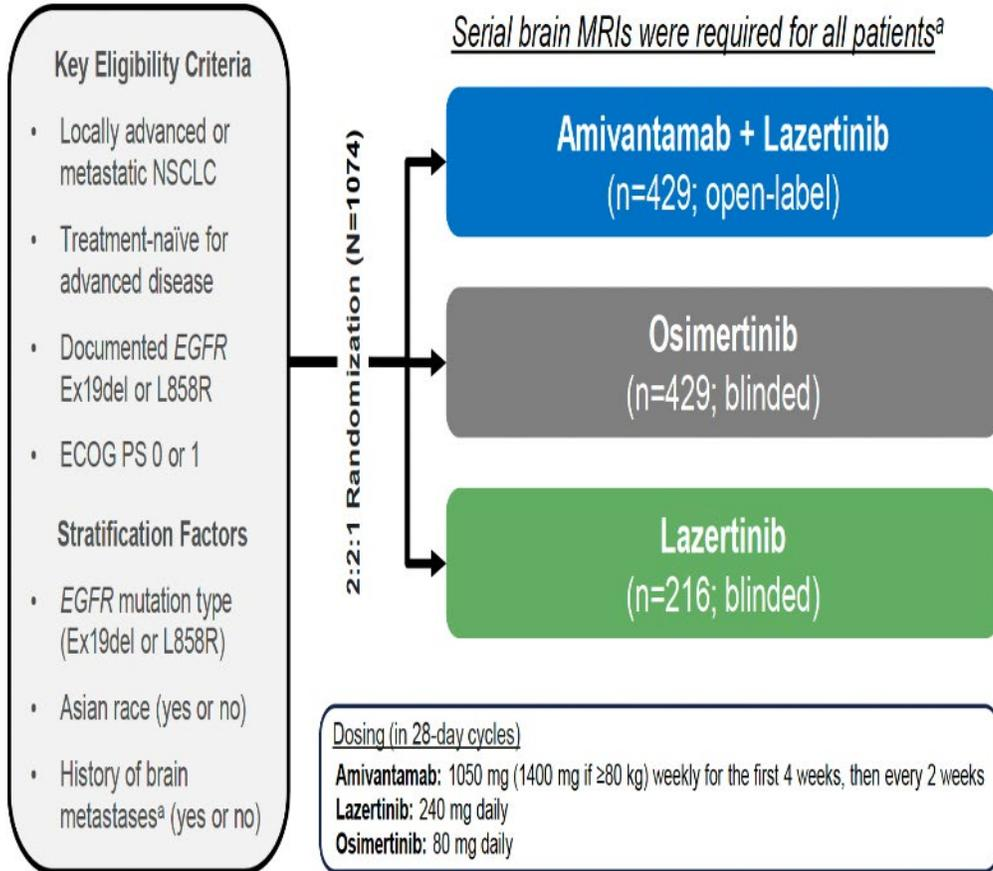 Key Eligibility Criteria
• Locally advanced or
metastatic NSCLC
• Treatment-naïve for
advanced disease
• Documented EGFR
Ex19del or L858R
• ECOG PS 0 or 1
Stratification Factors
• EGFR mutation type
(Ex19del or L858R)
• Asian race (yes or no)
• History of brain
metastasesᵃ (yes or no)
2:2:1 Randomization (N=1074)
Serial brain MRIs were required for all patientsᵃ
Amivantamab + Lazertinib
(n=429; open-label)
Osimertinib
(n=429; blinded)
Lazertinib
(n=216; blinded)
Dosing (in 28-day cycles)
Amivantamab: 1050 mg (1400 mg if ≥80 kg) weekly for the first 4 weeks, then every 2 weeks
Lazertinib: 240 mg daily
Osimertinib: 80 mg daily